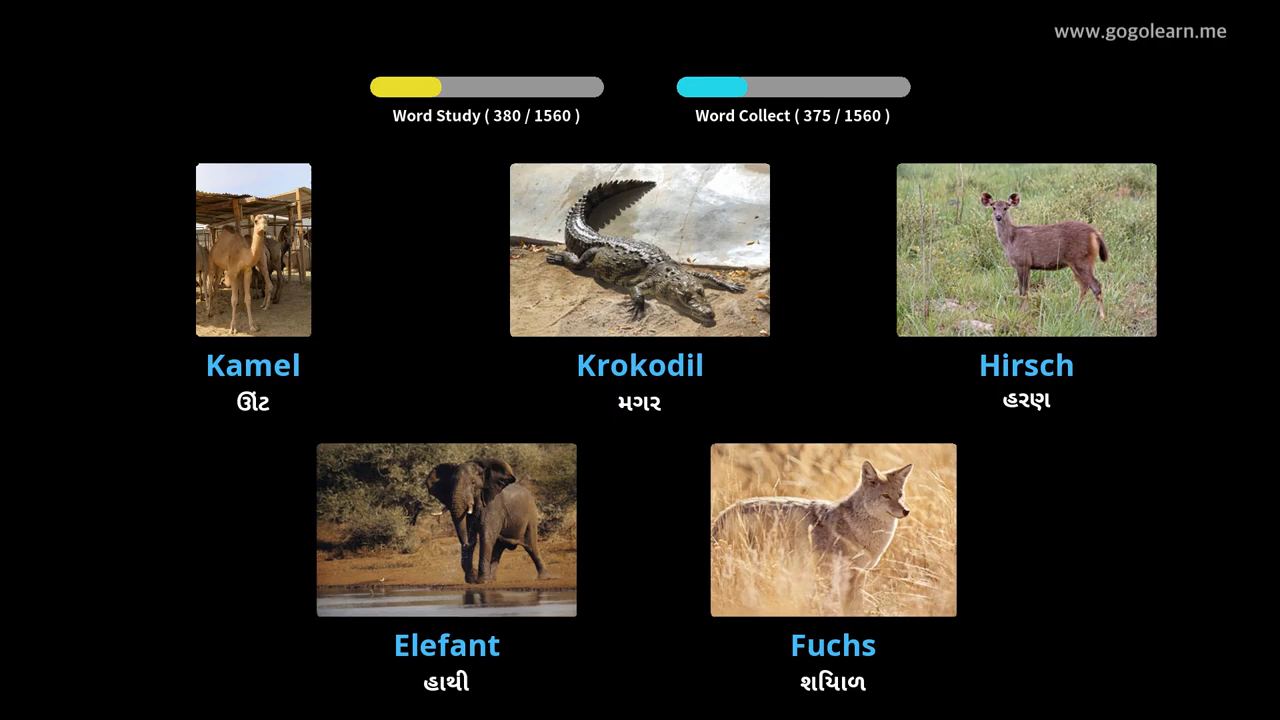 www.gogolearn.me
Word Study ( 380 / 1560 )
Word Collect ( 375 / 1560 )
Kamel
ઊંટ
Krokodil
મગર
Hirsch
હરણ
Elefant
હાથી
Fuchs
શિયાળ